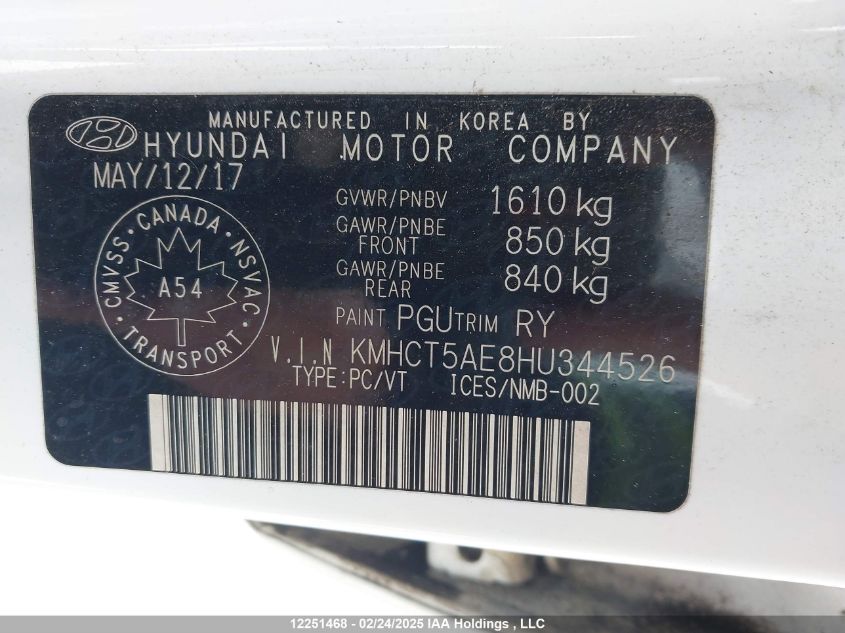 MANUFACTURED IN KOREA BY
HYUNDAI MOTOR COMPANY
MAY/12/17
GVWR/PNBV 1610 kg
GAWR/PNBE FRONT 850 kg
GAWR/PNBE REAR 840 kg
CMVSS · CANADA · NSVAC
A54
TRANSPORT
PAINT PGU TRIM RY
V.I.N KMHCT5AE8HU344526
TYPE:PC/VT ICES/NMB-002
12251468 - 02/24/2025 IAA Holdings , LLC